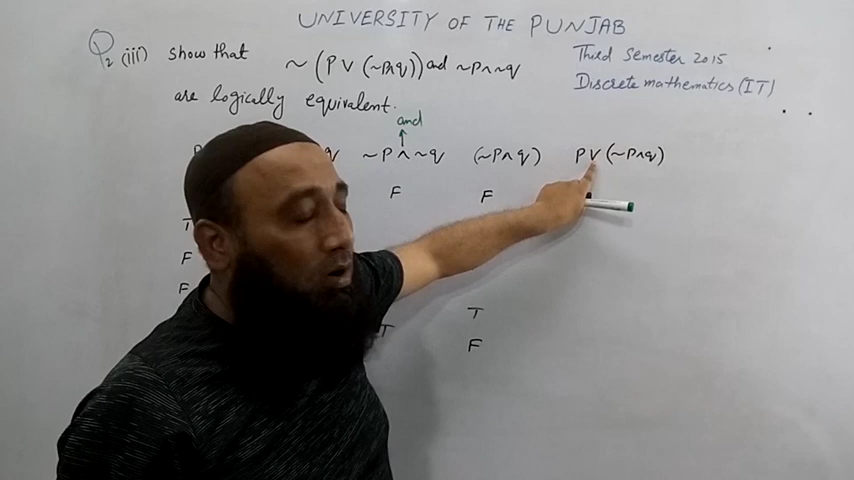 UNIVERSITY OF THE PUNJAB
Q2 (iii) Show that ~(P∨(~P∧q)) and ~P∧~q
Third Semester 2015
Discrete mathematics (IT)
are logically equivalent.
and
P q ~P∧~q (~P∧q) P∨(~P∧q)
T F F
F
F
T T
F